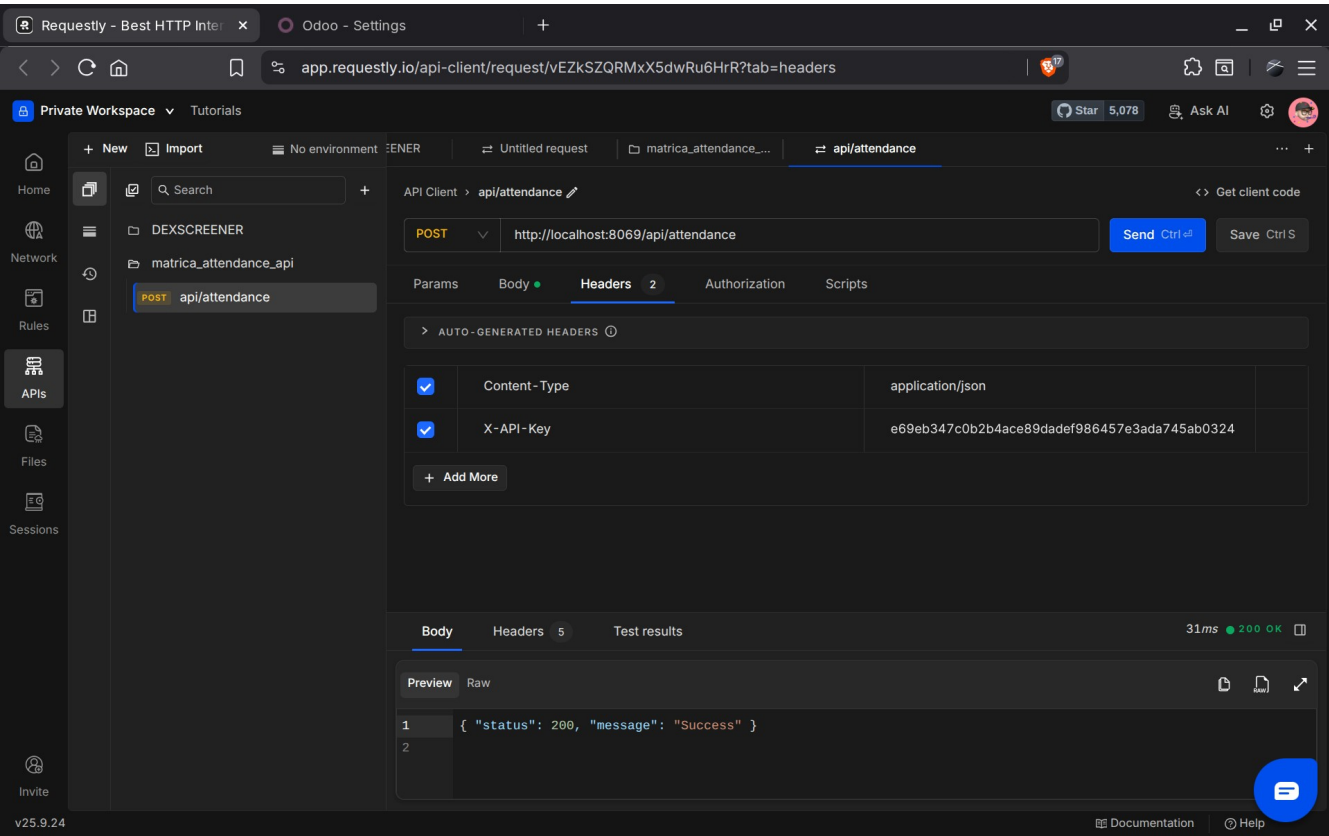 Requestly - Best HTTP Inter
Odoo - Settings
app.requestly.io/api-client/request/vEZkSZQRMxX5dwRu6HrR?tab=headers
17
Private Workspace
Tutorials
Star 5,078
Ask AI
Home
Network
Rules
APIs
Files
Sessions
Invite
v25.9.24
+ New
Import
No environment
Search
DEXSCREENER
matrica_attendance_api
POST api/attendance
EENER
Untitled request
matrica_attendance_...
api/attendance
API Client > api/attendance
<> Get client code
POST
http://localhost:8069/api/attendance
Send Ctrl⏎
Save Ctrl S
Params
Body
Headers 2
Authorization
Scripts
> AUTO-GENERATED HEADERS
Content-Type
application/json
X-API-Key
e69eb347c0b2b4ace89dadef986457e3ada745ab0324
+ Add More
Body
Headers 5
Test results
31ms
200 OK
Preview
Raw
RAW
1 { "status": 200, "message": "Success" }
2
Documentation
Help